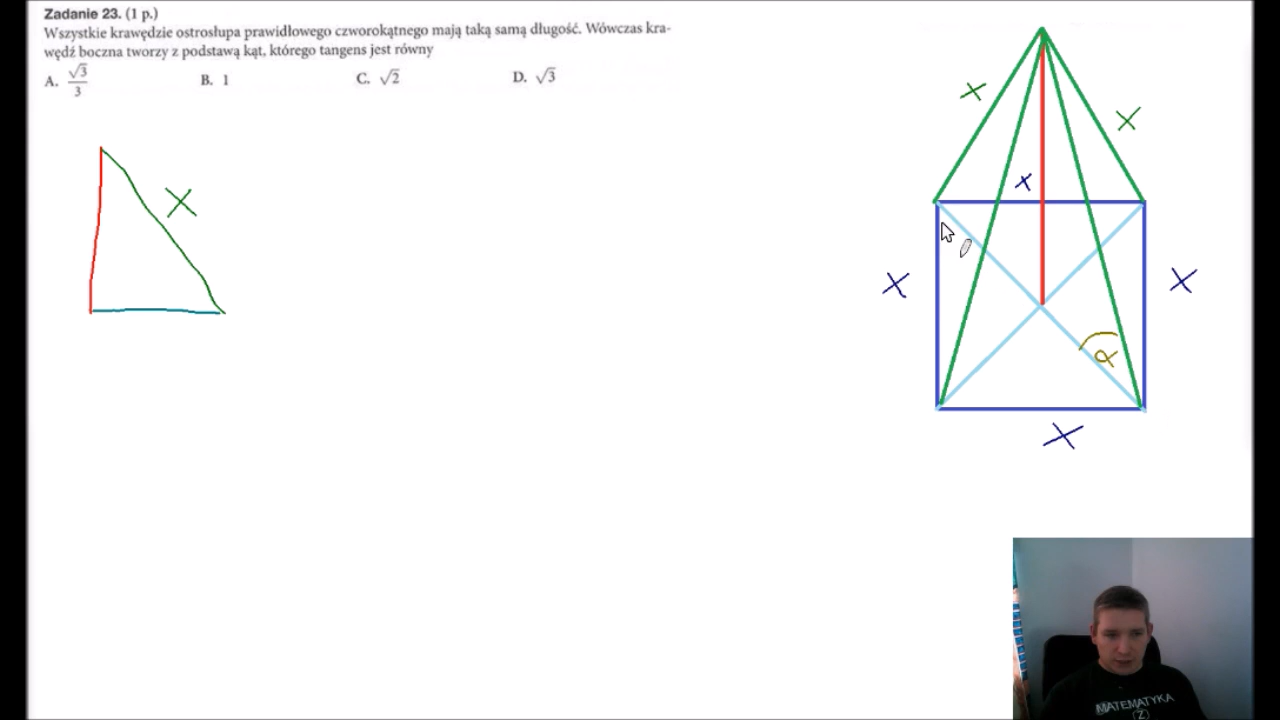 Zadanie 23. (1 p.)
Wszystkie krawędzie ostrosłupa prawidłowego czworokątnego mają taką samą długość. Wówczas kra-
wędź boczna tworzy z podstawą kąt, którego tangens jest równy
A. √3/3 B. 1 C. √2 D. √3
x
x
x
x
x
x
α
x
MATEMATYKA
(Z)